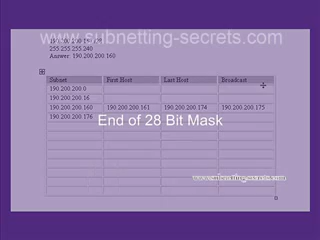 www.subnetting-secrets.com
255.255.255.240
Answer: 190.200.200.160
Subnet First Host Last Host Broadcast
190.200.200.0
190.200.200.16
190.200.200.160 190.200.200.161 190.200.200.174 190.200.200.175
190.200.200.176
End of 28 Bit Mask
www.subnetting-secrets.com